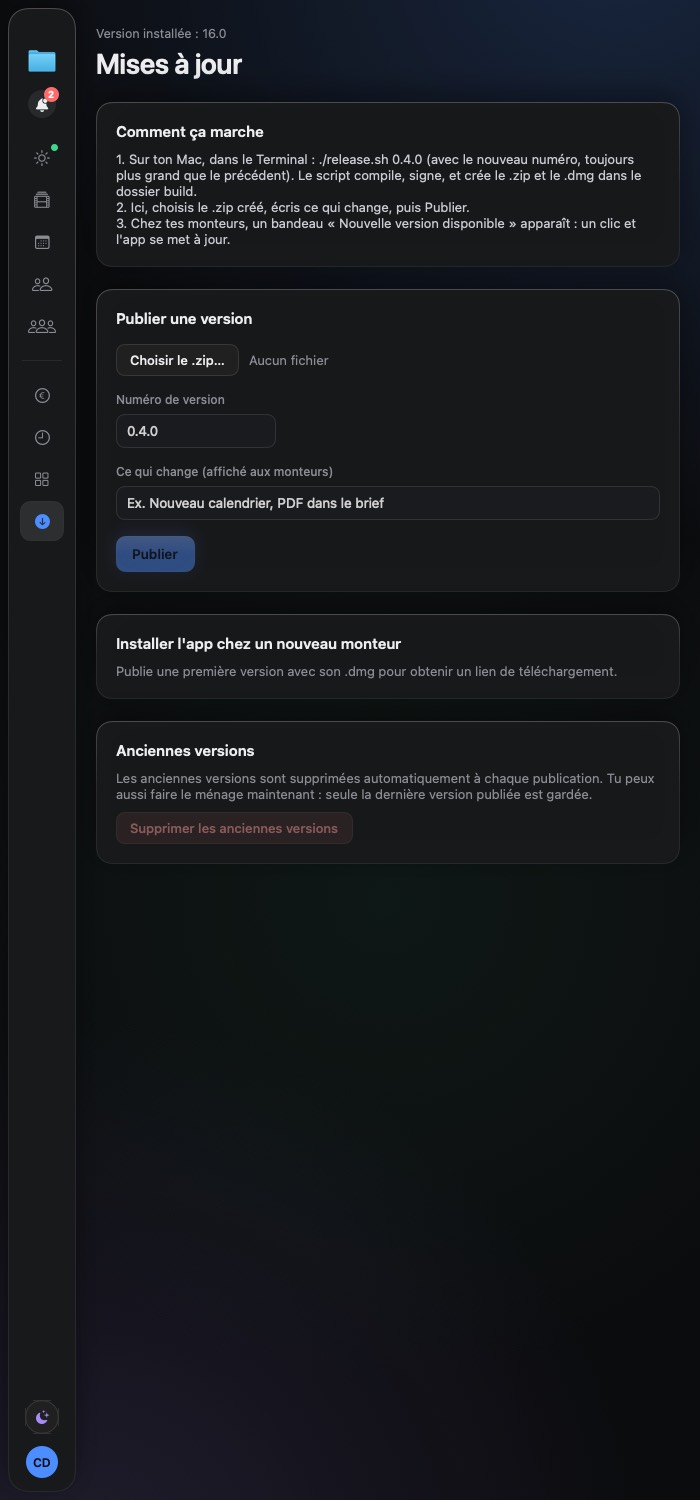 Version installée : 16.0
Mises à jour
2
Comment ça marche
1. Sur ton Mac, dans le Terminal : ./release.sh 0.4.0 (avec le nouveau numéro, toujours
plus grand que le précédent). Le script compile, signe, et crée le .zip et le .dmg dans le
dossier build.
2. Ici, choisis le .zip créé, écris ce qui change, puis Publier.
3. Chez tes monteurs, un bandeau « Nouvelle version disponible » apparaît : un clic et
l'app se met à jour.
Publier une version
Choisir le .zip... Aucun fichier
Numéro de version
0.4.0
Ce qui change (affiché aux monteurs)
Ex. Nouveau calendrier, PDF dans le brief
Publier
Installer l'app chez un nouveau monteur
Publie une première version avec son .dmg pour obtenir un lien de téléchargement.
Anciennes versions
Les anciennes versions sont supprimées automatiquement à chaque publication. Tu peux
aussi faire le ménage maintenant : seule la dernière version publiée est gardée.
Supprimer les anciennes versions
CD